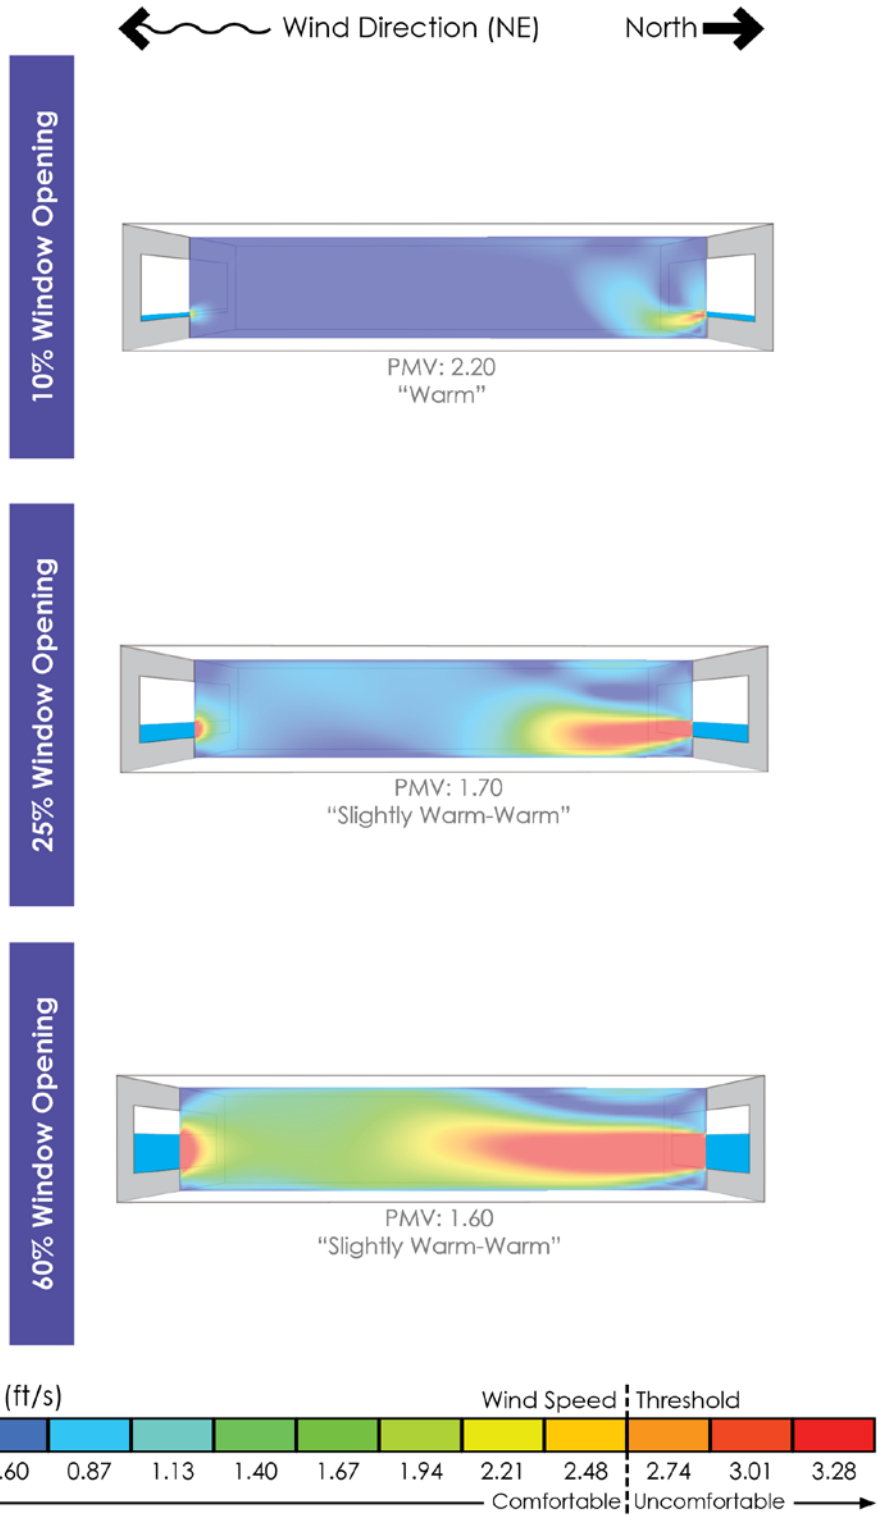 Wind Direction (NE) North
10% Window Opening
PMV: 2.20
“Warm”
25% Window Opening
PMV: 1.70
“Slightly Warm-Warm”
60% Window Opening
PMV: 1.60
“Slightly Warm-Warm”
(ft/s) Wind Speed Threshold
.60 0.87 1.13 1.40 1.67 1.94 2.21 2.48 2.74 3.01 3.28
Comfortable Uncomfortable